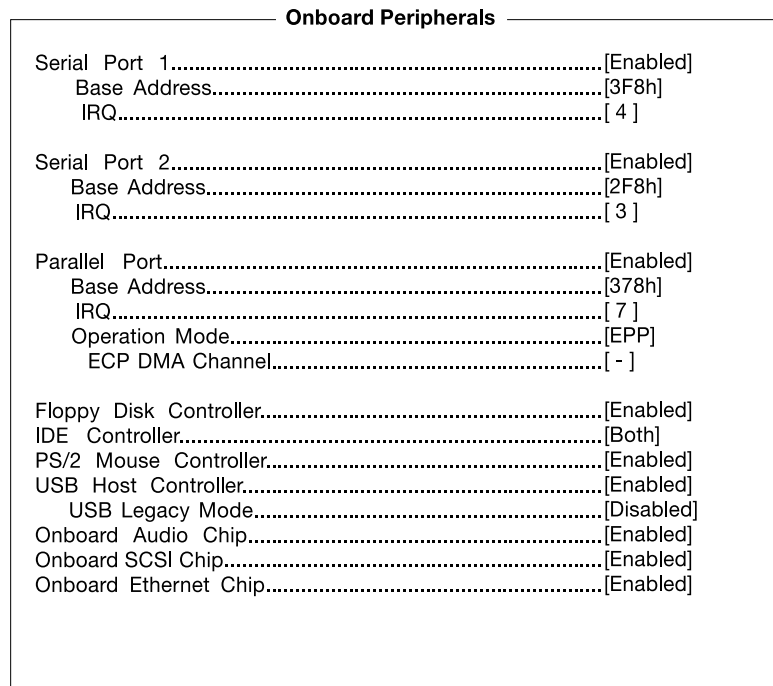 Onboard Peripherals
Serial Port 1..........................................................[Enabled]
Base Address..........................................................[3F8h]
IRQ..........................................................[ 4 ]
Serial Port 2..........................................................[Enabled]
Base Address..........................................................[2F8h]
IRQ..........................................................[ 3 ]
Parallel Port..........................................................[Enabled]
Base Address..........................................................[378h]
IRQ..........................................................[ 7 ]
Operation Mode..........................................................[EPP]
ECP DMA Channel..........................................................[ - ]
Floppy Disk Controller..........................................................[Enabled]
IDE Controller..........................................................[Both]
PS/2 Mouse Controller..........................................................[Enabled]
USB Host Controller..........................................................[Enabled]
USB Legacy Mode..........................................................[Disabled]
Onboard Audio Chip..........................................................[Enabled]
Onboard SCSI Chip..........................................................[Enabled]
Onboard Ethernet Chip..........................................................[Enabled]